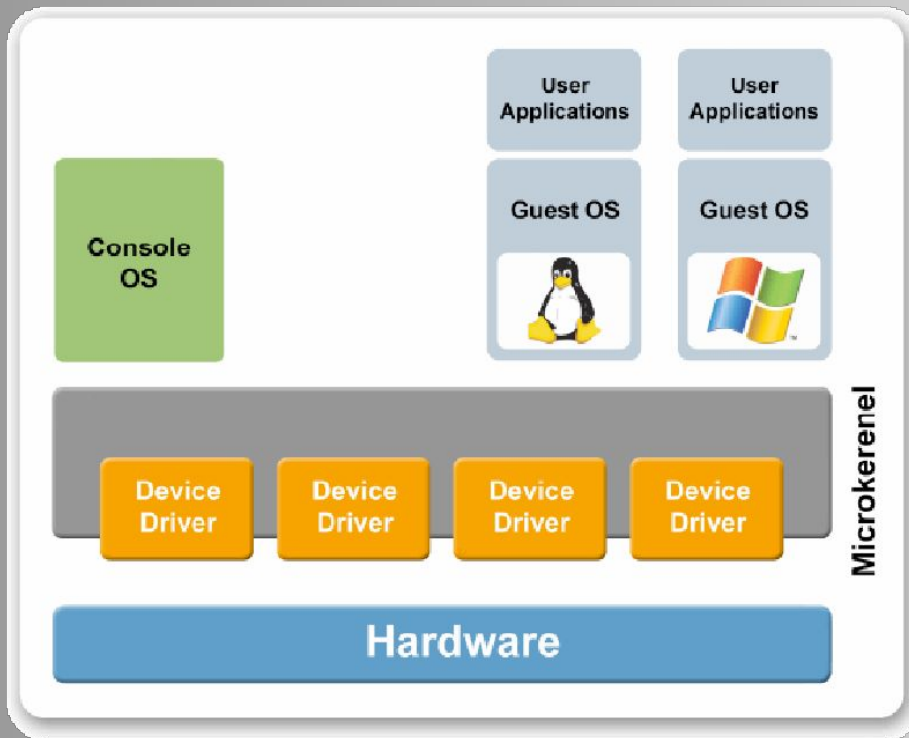 User
Applications
User
Applications
Console
OS
Guest OS
Guest OS
Device
Driver
Device
Driver
Device
Driver
Device
Driver
Microkerenel
Hardware